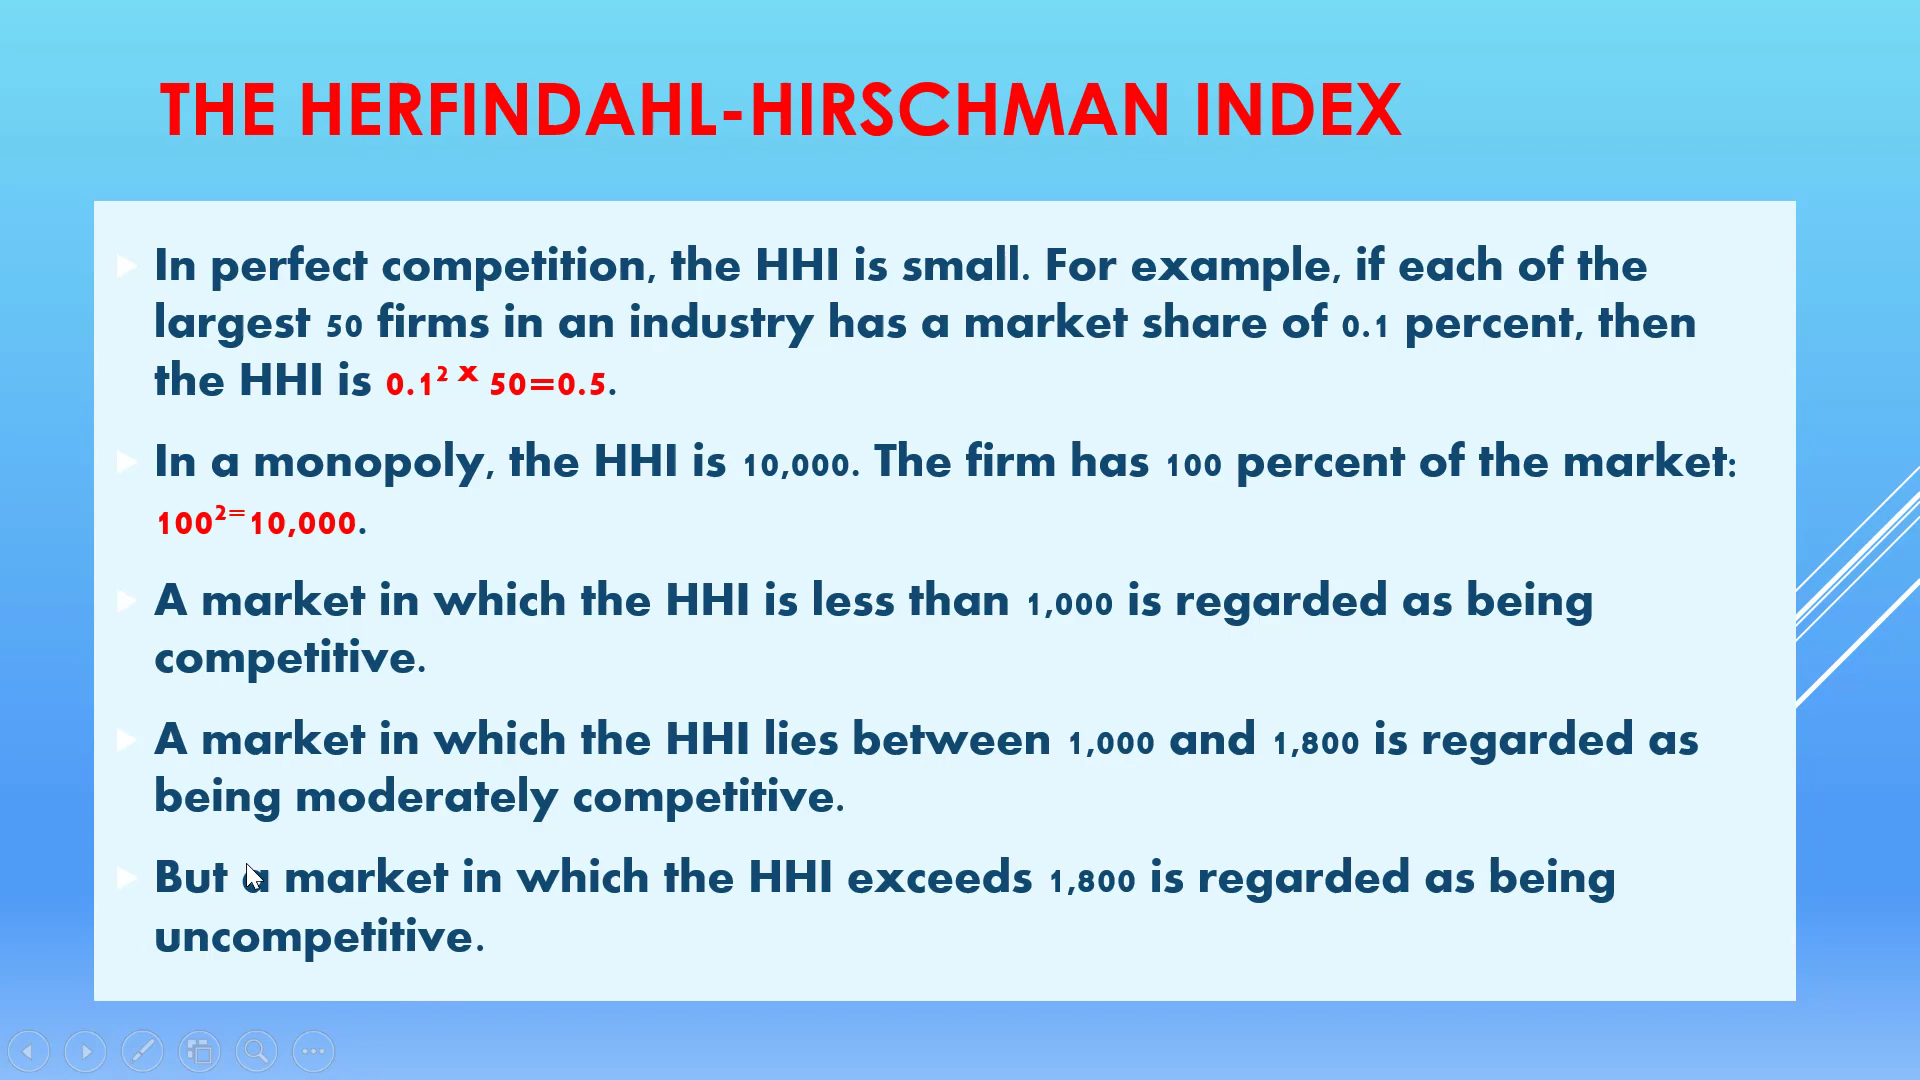 THE HERFINDAHL-HIRSCHMAN INDEX
In perfect competition, the HHI is small. For example, if each of the
largest 50 firms in an industry has a market share of 0.1 percent, then
the HHI is 0.1² ˣ 50=0.5.
In a monopoly, the HHI is 10,000. The firm has 100 percent of the market:
100²⁼10,000.
A market in which the HHI is less than 1,000 is regarded as being
competitive.
A market in which the HHI lies between 1,000 and 1,800 is regarded as
being moderately competitive.
But a market in which the HHI exceeds 1,800 is regarded as being
uncompetitive.